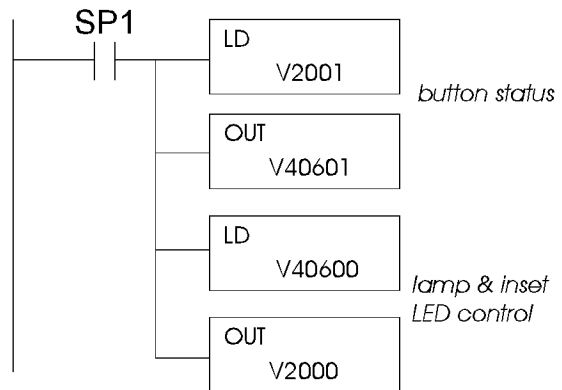 SP1
LD
V2001
button status
OUT
V40601
LD
V40600
lamp & inset
LED control
OUT
V2000